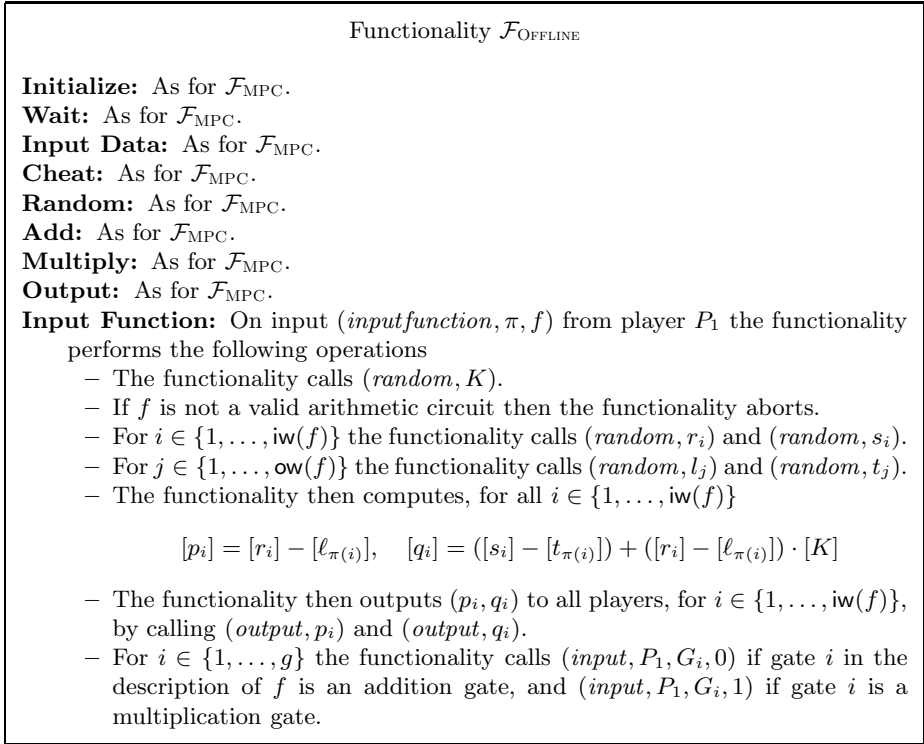 Functionality F_OFFLINE
Initialize: As for F_MPC.
Wait: As for F_MPC.
Input Data: As for F_MPC.
Cheat: As for F_MPC.
Random: As for F_MPC.
Add: As for F_MPC.
Multiply: As for F_MPC.
Output: As for F_MPC.
Input Function: On input (inputfunction, π, f) from player P₁ the functionality
performs the following operations
– The functionality calls (random, K).
– If f is not a valid arithmetic circuit then the functionality aborts.
– For i ∈ {1, . . . , iw(f)} the functionality calls (random, r_i) and (random, s_i).
– For j ∈ {1, . . . , ow(f)} the functionality calls (random, l_j) and (random, t_j).
– The functionality then computes, for all i ∈ {1, . . . , iw(f)}
[p_i] = [r_i] − [ℓ_π(i)], [q_i] = ([s_i] − [t_π(i)]) + ([r_i] − [ℓ_π(i)]) · [K]
– The functionality then outputs (p_i, q_i) to all players, for i ∈ {1, . . . , iw(f)},
by calling (output, p_i) and (output, q_i).
– For i ∈ {1, . . . , g} the functionality calls (input, P₁, G_i, 0) if gate i in the
description of f is an addition gate, and (input, P₁, G_i, 1) if gate i is a
multiplication gate.